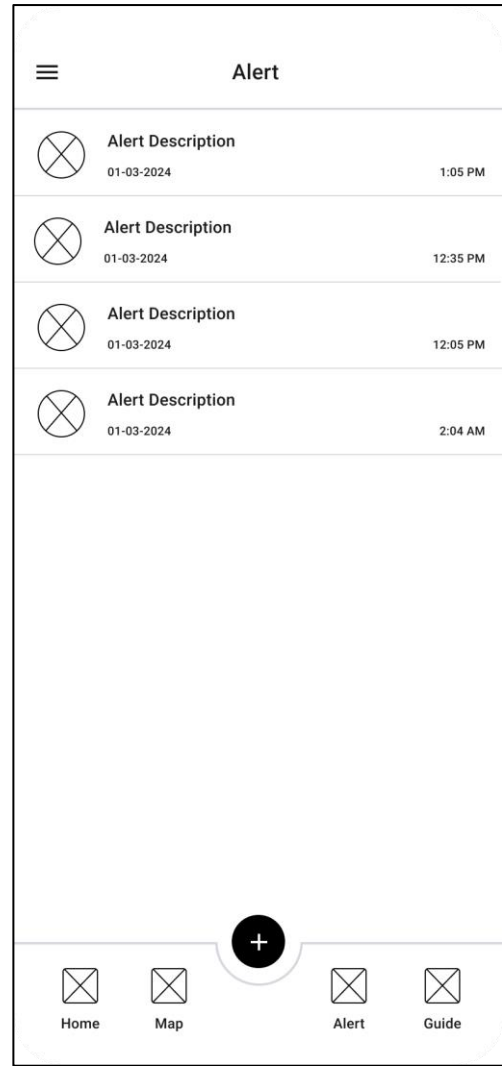 Alert
Alert Description
01-03-2024 1:05 PM
Alert Description
01-03-2024 12:35 PM
Alert Description
01-03-2024 12:05 PM
Alert Description
01-03-2024 2:04 AM
+
Home Map Alert Guide